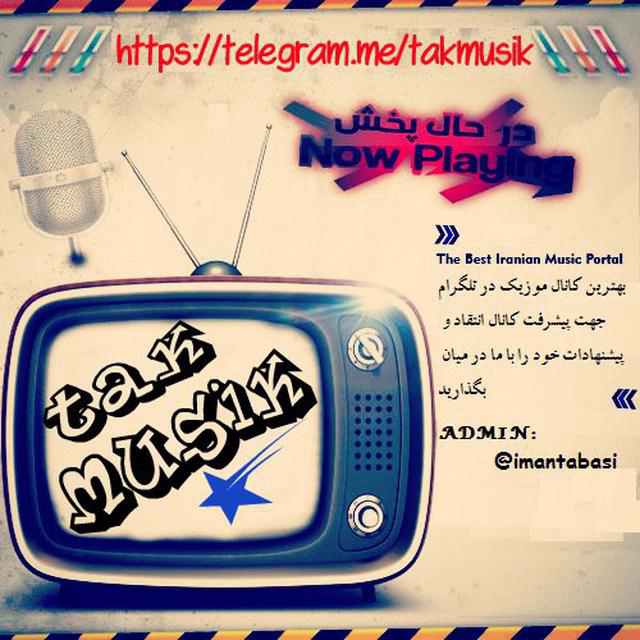 https://telegram.me/takmusik
در حال پخش
Now Playing
The Best Iranian Music Portal
بهترین کانال موزیک در تلگرام
جهت پیشرفت کانال انتقاد و
پیشنهادات خود را با ما در میان
بگذارید
ADMIN:
@imantabasi
tak
MUSiK